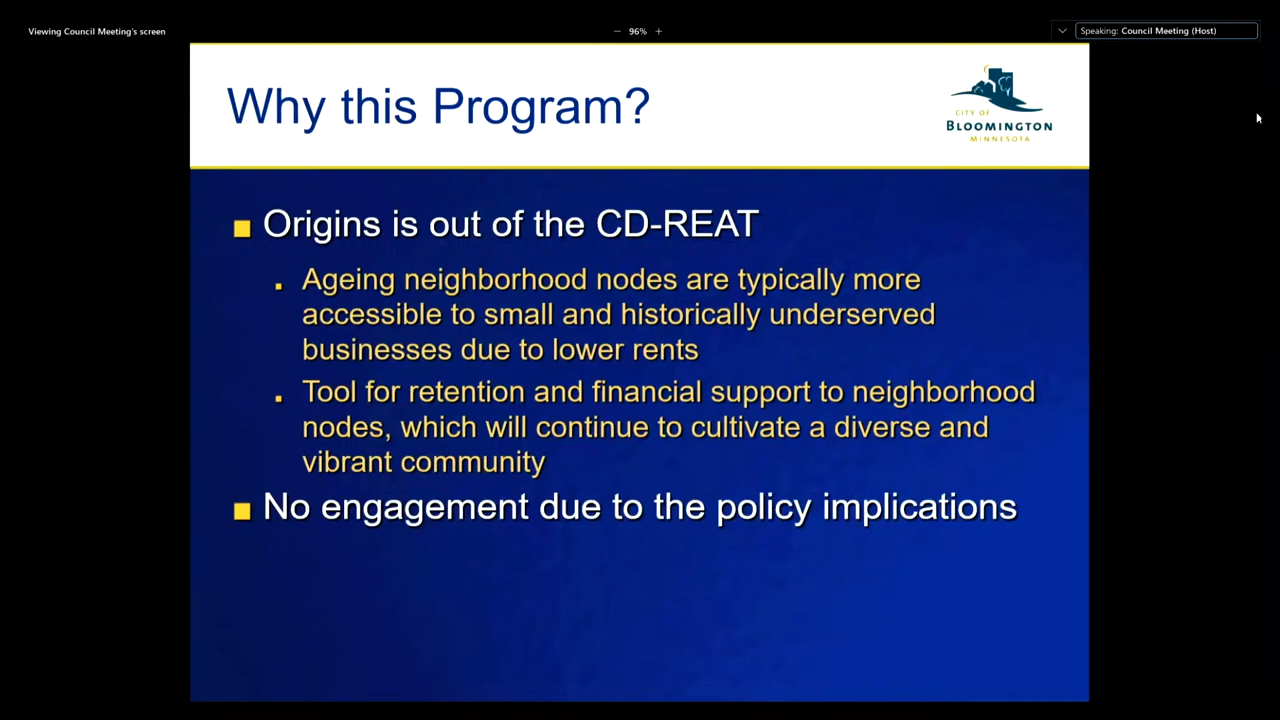 Viewing Council Meeting's screen
− 96% +
Speaking: Council Meeting (Host)
Why this Program?
CITY OF
BLOOMINGTON
MINNESOTA
Origins is out of the CD-REAT
Ageing neighborhood nodes are typically more
accessible to small and historically underserved
businesses due to lower rents
Tool for retention and financial support to neighborhood
nodes, which will continue to cultivate a diverse and
vibrant community
No engagement due to the policy implications